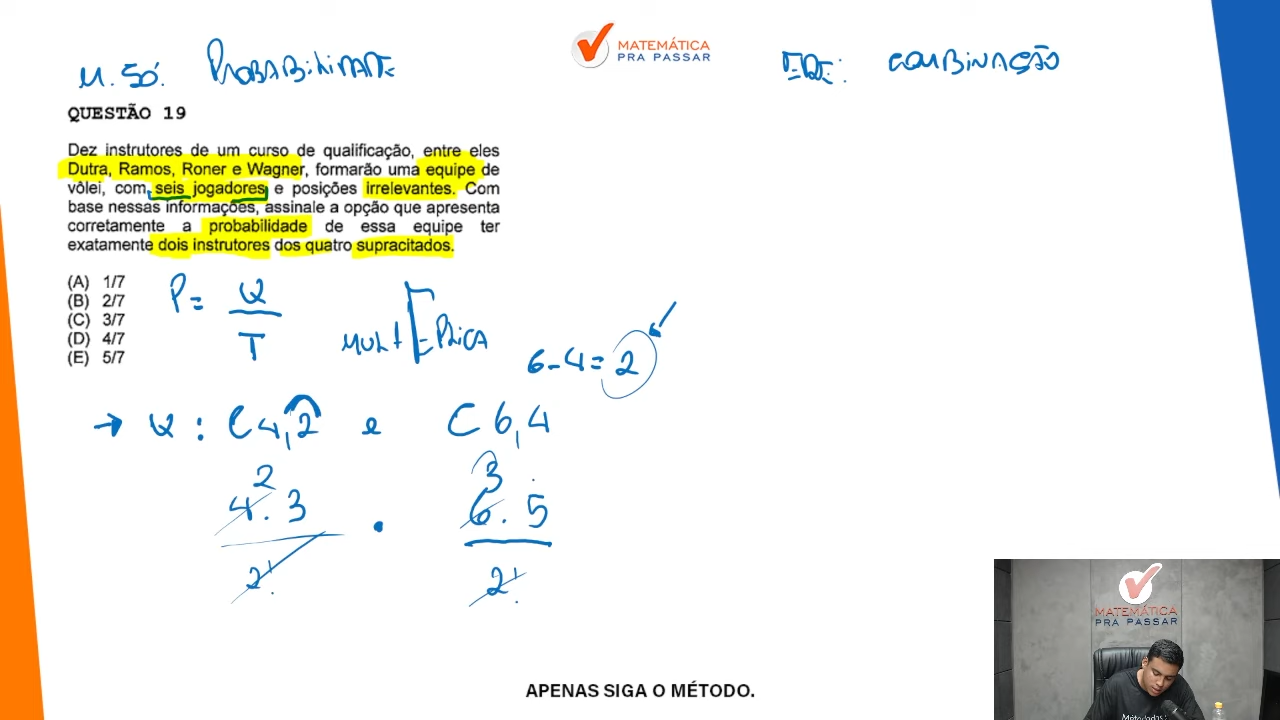 MATEMÁTICA
PRA PASSAR
M. SÓ: PROBABILIDADE
COMBINAÇÃO
QUESTÃO 19
Dez instrutores de um curso de qualificação, entre eles
Dutra, Ramos, Roner e Wagner, formarão uma equipe de
vôlei, com seis jogadores e posições irrelevantes. Com
base nessas informações, assinale a opção que apresenta
corretamente a probabilidade de essa equipe ter
exatamente dois instrutores dos quatro supracitados.
(A) 1/7
(B) 2/7
(C) 3/7
(D) 4/7
(E) 5/7
P = Q
T
MULTIPLICA
6-4=2
Q: C4,2 e C6,4
2 3
4.3 . 6.5
2! 2!
MATEMÁTICA
PRA PASSAR
APENAS SIGA O MÉTODO.